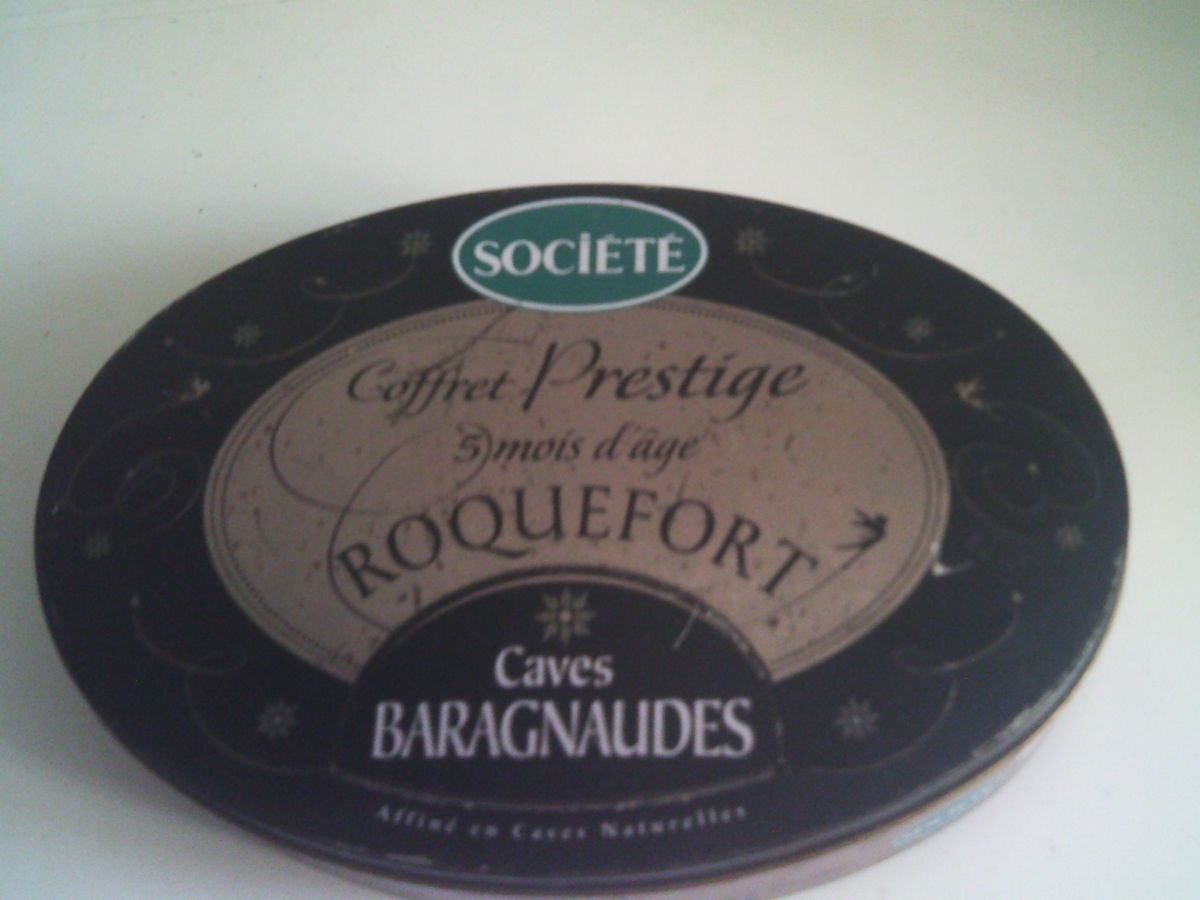 SOCiÉTÉ
Coffret Prestige
5 mois d'âge
ROQUEFORT
Caves
BARAGNAUDES
Affiné en Caves Naturelles